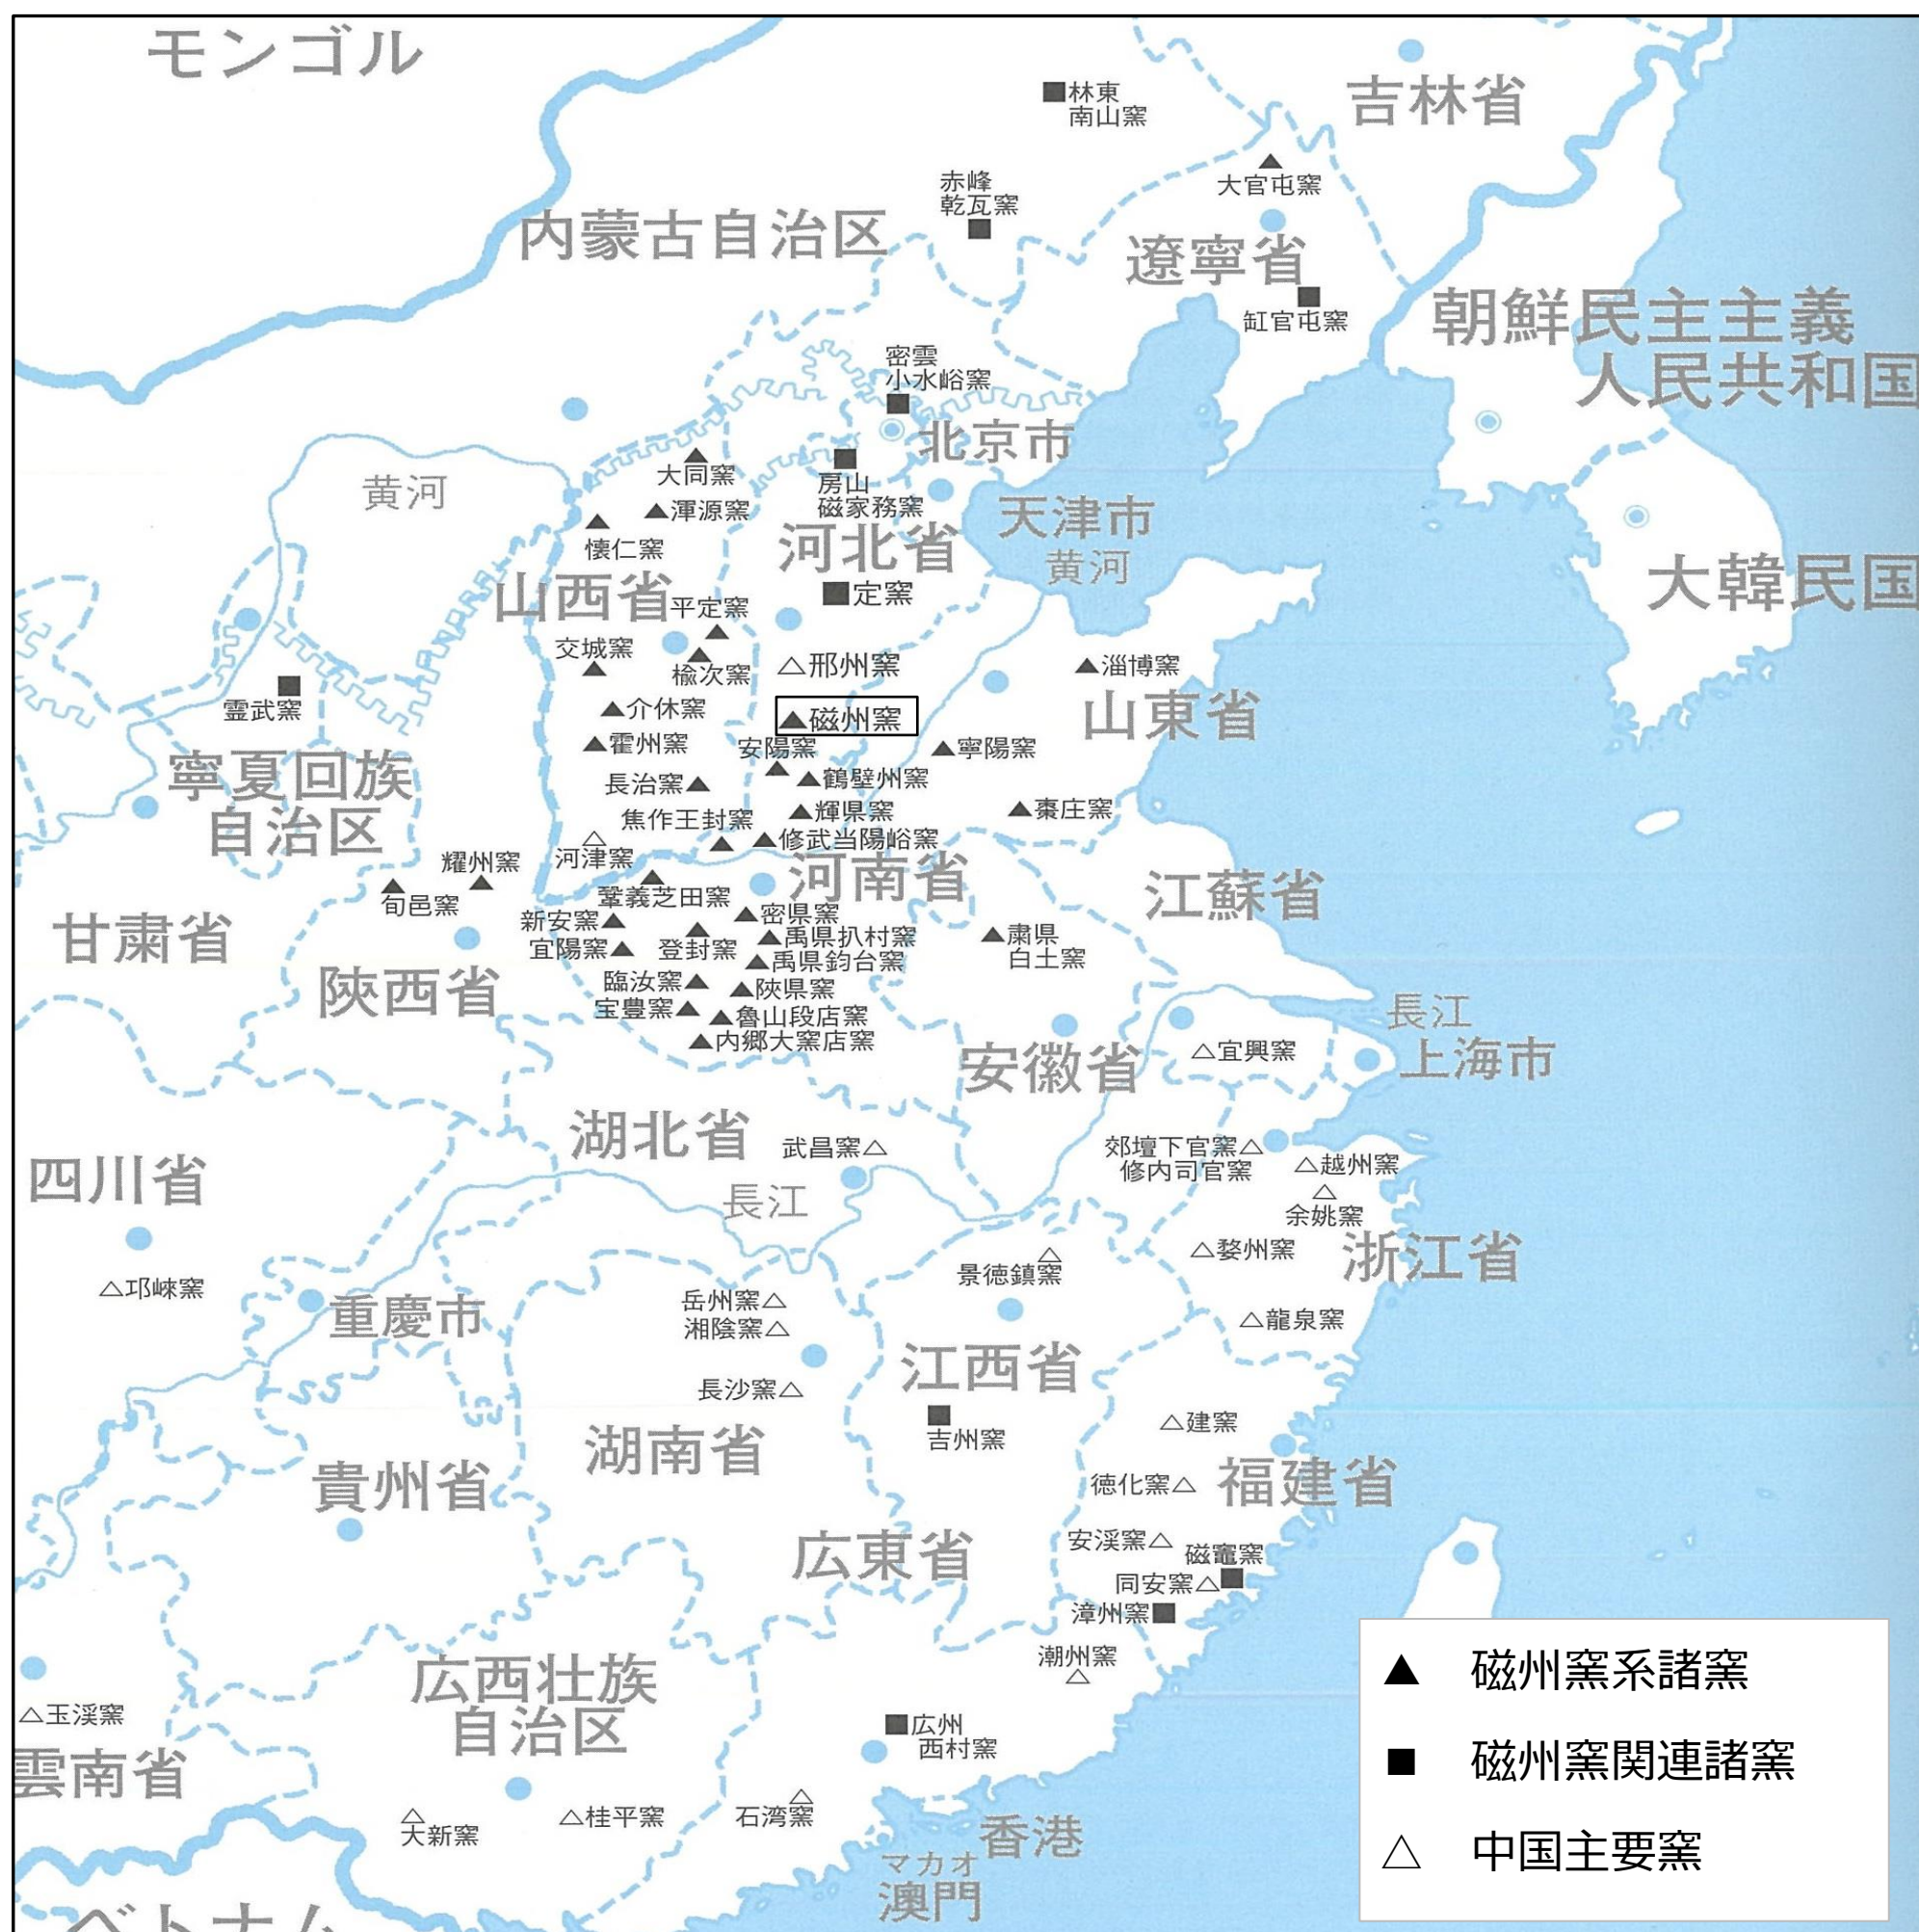 モンゴル
吉林省
林東
南山窯
大官屯窯
赤峰
乾瓦窯
内蒙古自治区
遼寧省
缸官屯窯
朝鮮民主主義
人民共和国
密雲
小水峪窯
北京市
大同窯
房山
磁家務窯
黄河
渾源窯
天津市
懐仁窯
河北省
黄河
大韓民国
山西省
定窯
平定窯
交城窯
楡次窯
邢州窯
淄博窯
霊武窯
介休窯
磁州窯
山東省
霍州窯
安陽窯
寧陽窯
寧夏回族
自治区
長治窯
鶴壁州窯
焦作王封窯
輝県窯
棗庄窯
河津窯
修武当陽峪窯
耀州窯
河南省
旬邑窯
鞏義芝田窯
江蘇省
甘粛省
新安窯
密県窯
宜陽窯
登封窯
禹県扒村窯
粛県
白土窯
禹県鈞台窯
陝西省
臨汝窯
陝県窯
宝豊窯
魯山段店窯
内郷大窯店窯
長江
上海市
安徽省
宜興窯
湖北省
武昌窯
郊壇下官窯
修内司官窯
越州窯
四川省
長江
余姚窯
景徳鎮窯
婺州窯
浙江省
邛崍窯
重慶市
岳州窯
湘陰窯
龍泉窯
長沙窯
江西省
吉州窯
建窯
湖南省
貴州省
徳化窯
福建省
広東省
安渓窯
磁竈窯
同安窯
漳州窯
潮州窯
広西壮族
自治区
玉渓窯
雲南省
広州
西村窯
大新窯
桂平窯
石湾窯
香港
マカオ
澳門
ベトナム
▲ 磁州窯系諸窯
■ 磁州窯関連諸窯
△ 中国主要窯